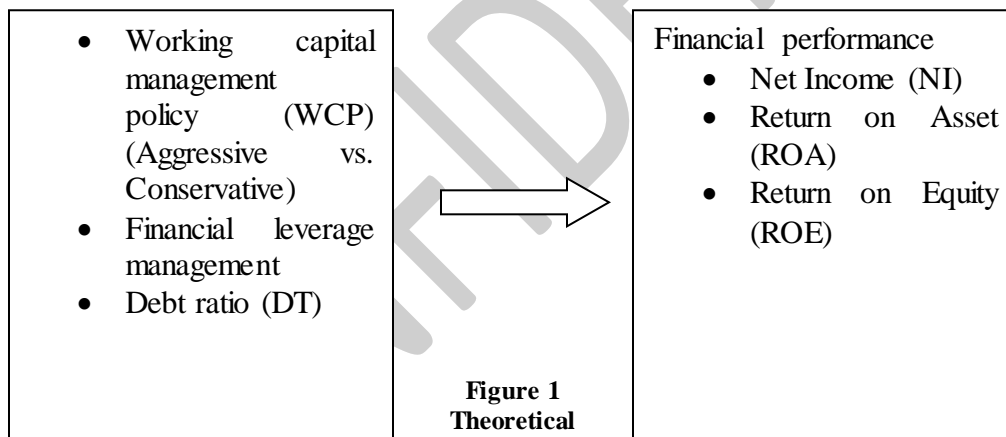 • Working capital
management
policy (WCP)
(Aggressive vs.
Conservative)
• Financial leverage
management
• Debt ratio (DT)
Financial performance
• Net Income (NI)
• Return on Asset
(ROA)
• Return on Equity
(ROE)
Figure 1
Theoretical